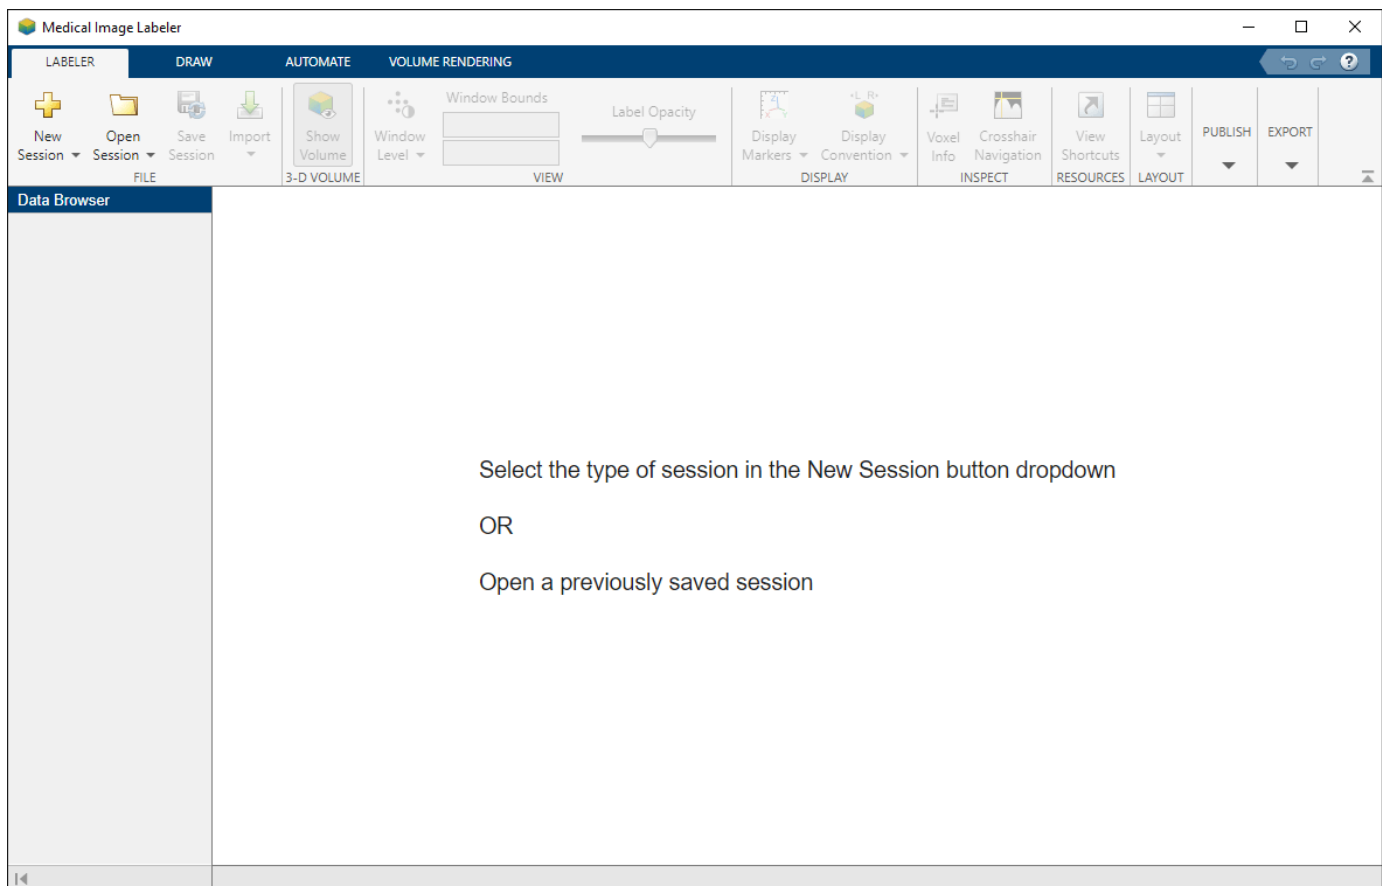 Medical Image Labeler
LABELER DRAW AUTOMATE VOLUME RENDERING
New Session
Open Session
Save Session
Import
FILE
Show Volume
3-D VOLUME
Window Level
Window Bounds
Label Opacity
VIEW
Display Markers
Display Convention
DISPLAY
Voxel Info
Crosshair Navigation
INSPECT
View Shortcuts
RESOURCES
Layout
LAYOUT
PUBLISH
EXPORT
Data Browser
Select the type of session in the New Session button dropdown
OR
Open a previously saved session